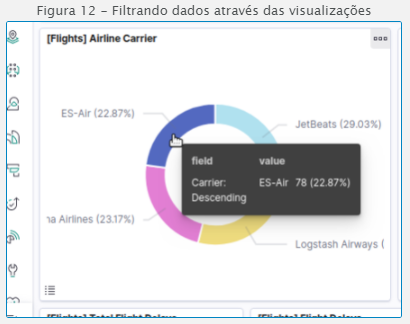 Figura 12 – Filtrando dados através das visualizações
[Flights] Airline Carrier
ES-Air (22.87%)
JetBeats (29.03%)
field value
Carrier: ES-Air 78 (22.87%)
Descending
na Airlines (23.17%)
Logstash Airways (
[Flights] Total Flight Delays
[Flights] Flight Delays